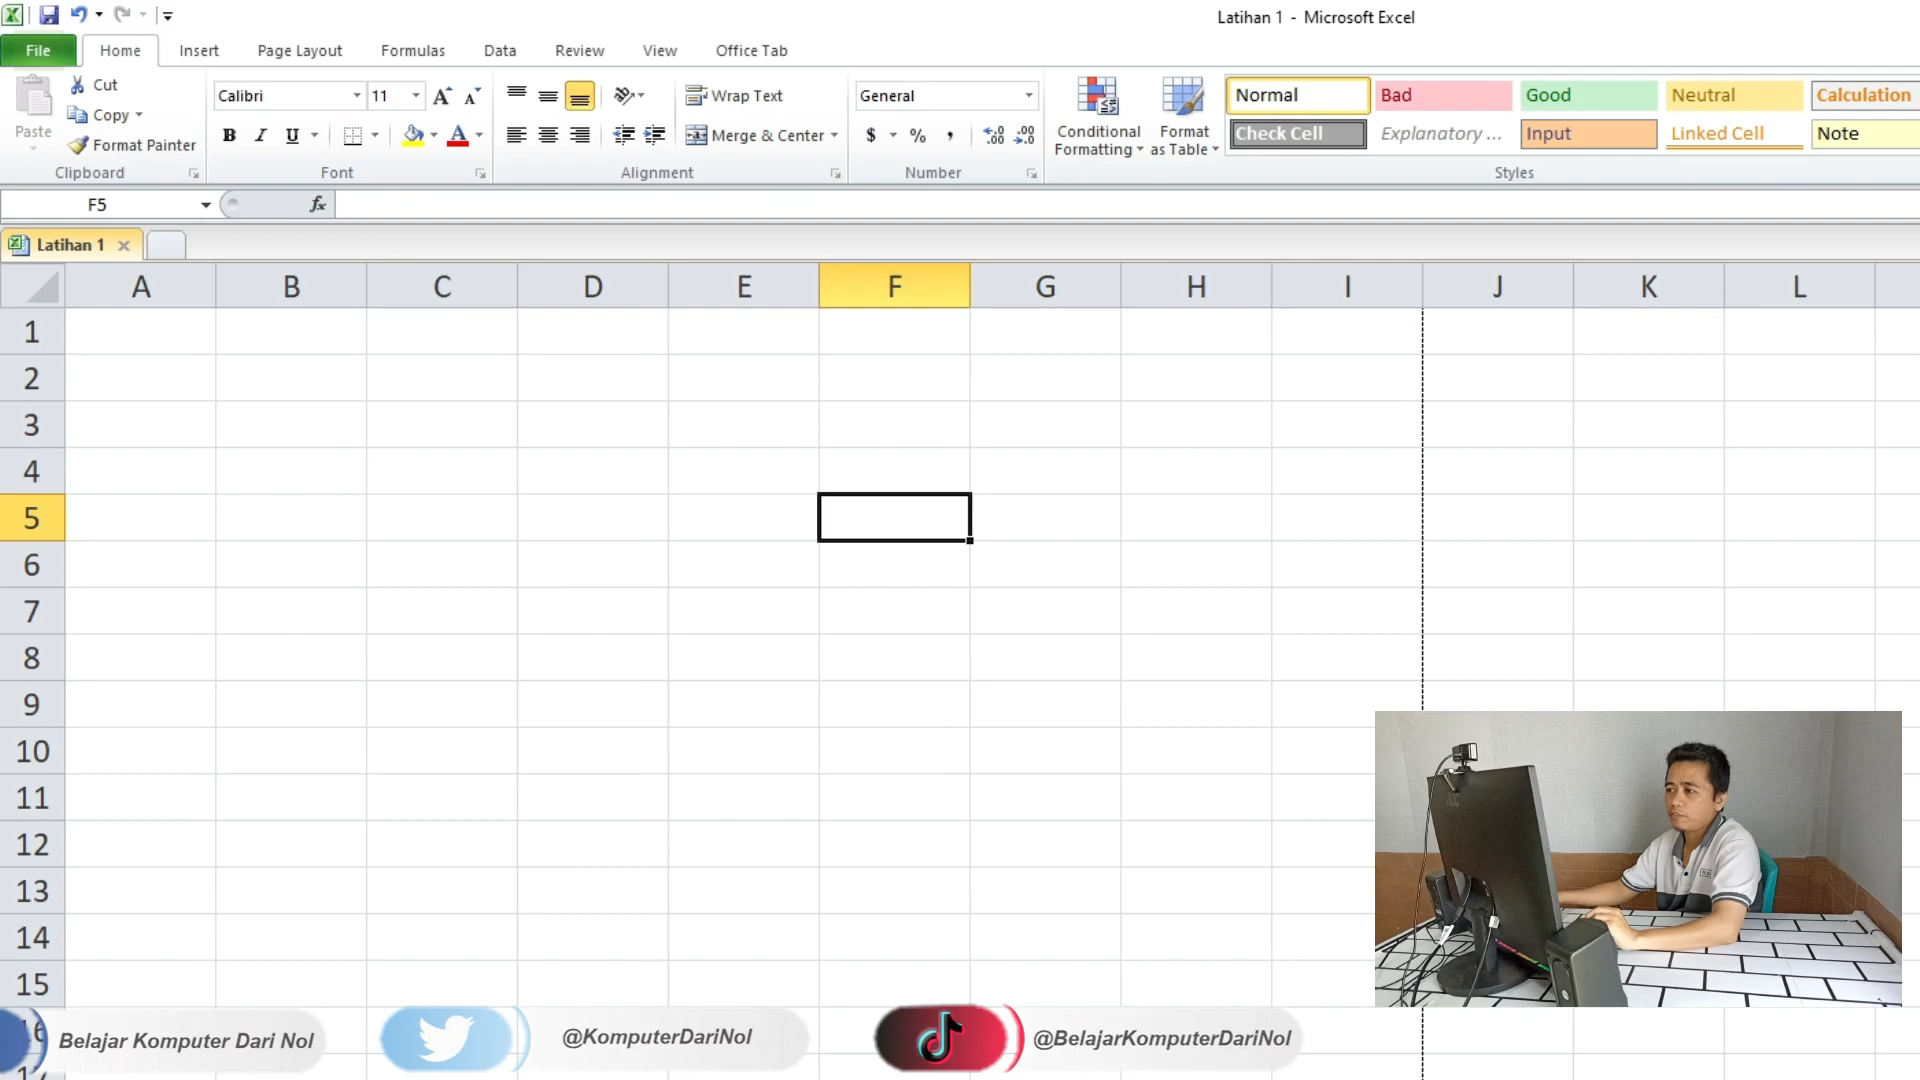 Latihan 1 - Microsoft Excel
File Home Insert Page Layout Formulas Data Review View Office Tab
Paste
Cut
Copy
Format Painter
Clipboard
Calibri 11
B I U
Font
Wrap Text
Merge & Center
Alignment
General
$ % ,
Number
Conditional Formatting
Format as Table
Normal Bad Good Neutral Calculation
Check Cell Explanatory ... Input Linked Cell Note
Styles
F5 fx
Latihan 1
A B C D E F G H I J K L
1
2
3
4
5
6
7
8
9
10
11
12
13
14
15
Belajar Komputer Dari Nol
@KomputerDariNol
@BelajarKomputerDariNol